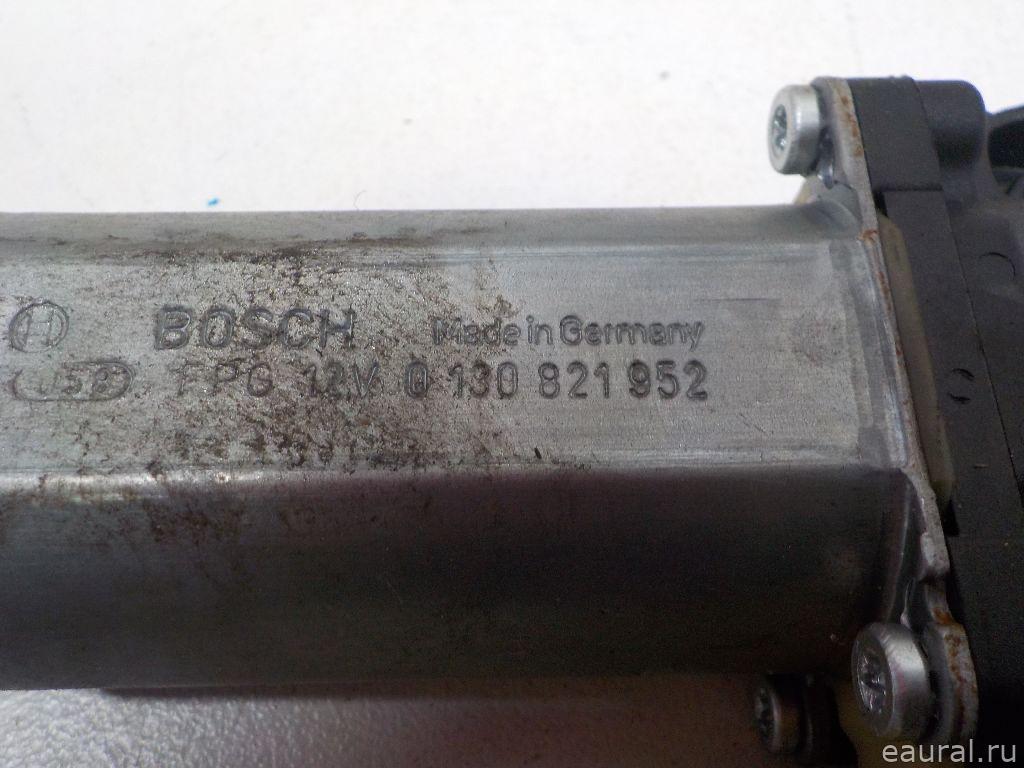 BOSCH Made in Germany
FPG 12V 0 130 821 952
eaural.ru